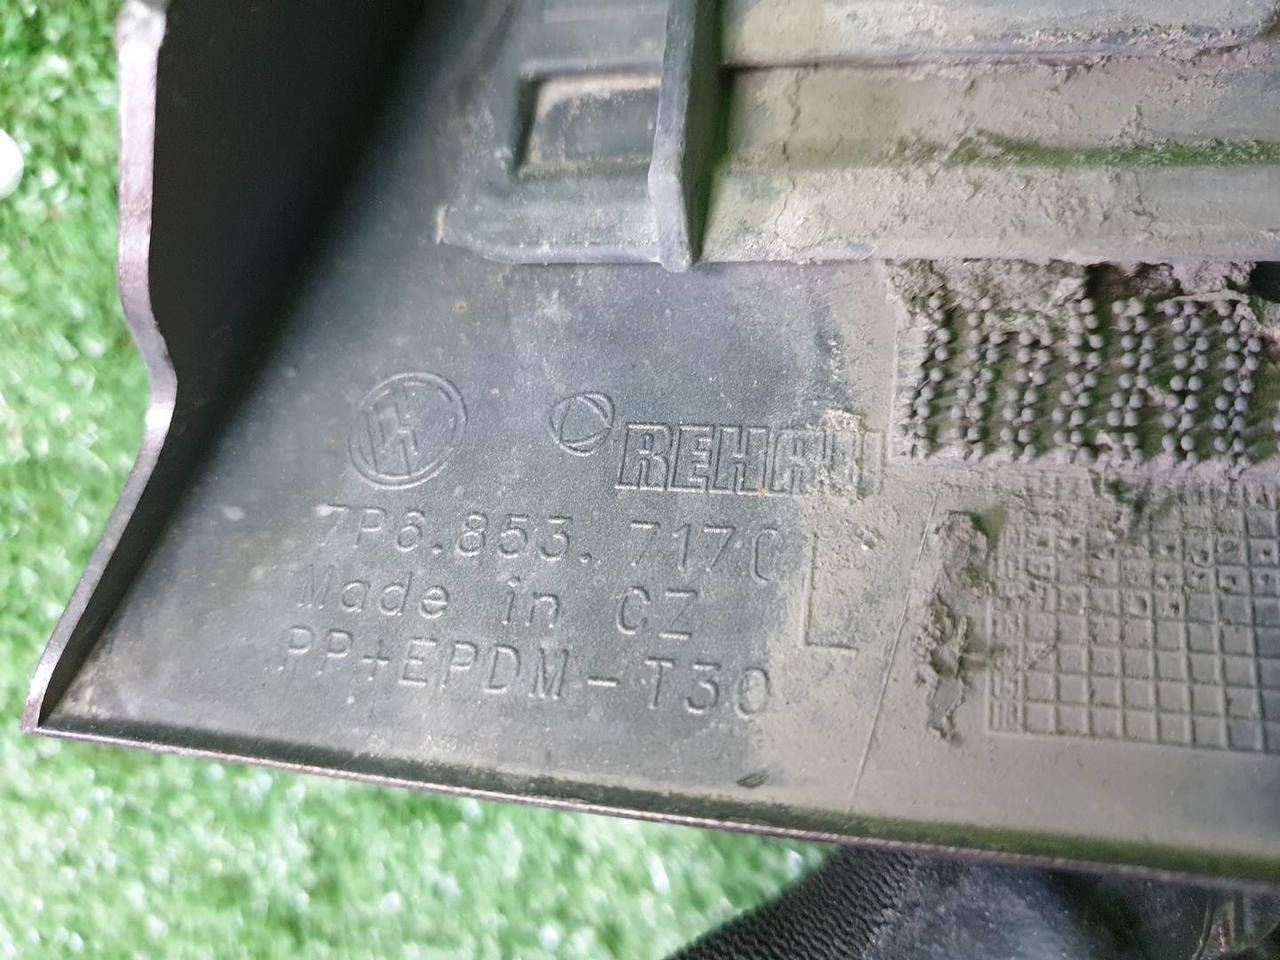 REHAU
7P6.853.717C
Made in CZ
PP+EPDM-T30